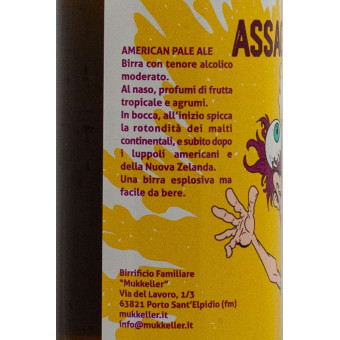 AMERICAN PALE ALE
Birra con tenore alcolico
moderato.
Al naso, profumi di frutta
tropicale e agrumi.
In bocca, all'inizio spicca
la rotondità dei malti
continentali, e subito dopo
i luppoli americani e
della Nuova Zelanda.
Una birra esplosiva ma
facile da bere.
Birrificio Familiare
"Mukkeller"
Via del Lavoro, 1/3
63821 Porto Sant'Elpidio (fm)
mukkeller.it
info@mukkeller.it